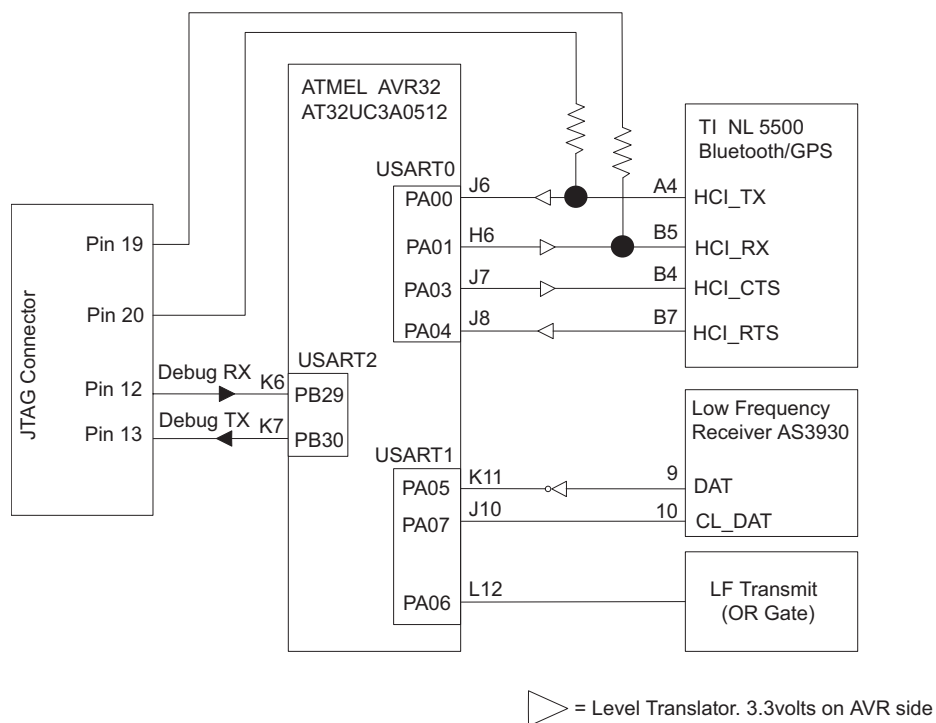 ATMEL AVR32
AT32UC3A0512
TI NL 5500
Bluetooth/GPS
USART0
PA00
J6
A4
HCI_TX
PA01
H6
B5
HCI_RX
PA03
J7
B4
HCI_CTS
PA04
J8
B7
HCI_RTS
JTAG Connector
Pin 19
Pin 20
Pin 12
Debug RX
K6
Pin 13
Debug TX
K7
USART2
PB29
PB30
Low Frequency
Receiver AS3930
USART1
PA05
K11
9
DAT
PA07
J10
10
CL_DAT
PA06
L12
LF Transmit
(OR Gate)
= Level Translator. 3.3volts on AVR side